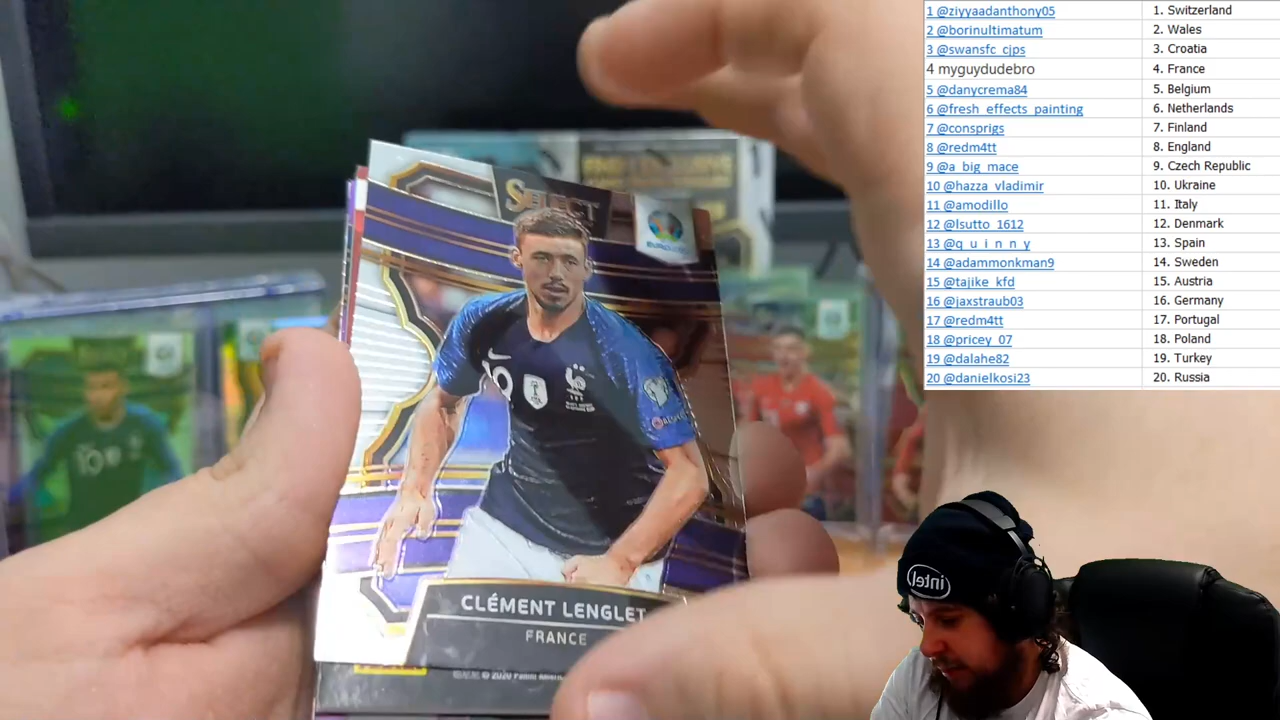 1 @ziyyaadanthony05 1. Switzerland
2 @borinultimatum 2. Wales
3 @swansfc_cjps 3. Croatia
4 myguydudebro 4. France
5 @danycrema84 5. Belgium
6 @fresh_effects_painting 6. Netherlands
7 @consprigs 7. Finland
8 @redm4tt 8. England
9 @a_big_mace 9. Czech Republic
10 @hazza_vladimir 10. Ukraine
11 @amodillo 11. Italy
12 @lsutto_1612 12. Denmark
13 @q_u_i_n_n_y 13. Spain
14 @adammonkman9 14. Sweden
15 @tajike_kfd 15. Austria
16 @jaxstraub03 16. Germany
17 @redm4tt 17. Portugal
18 @pricey_07 18. Poland
19 @dalahe82 19. Turkey
20 @danielkosi23 20. Russia
SELECT
10
CLÉMENT LENGLET
FRANCE
© 2020 Panini
10
intel